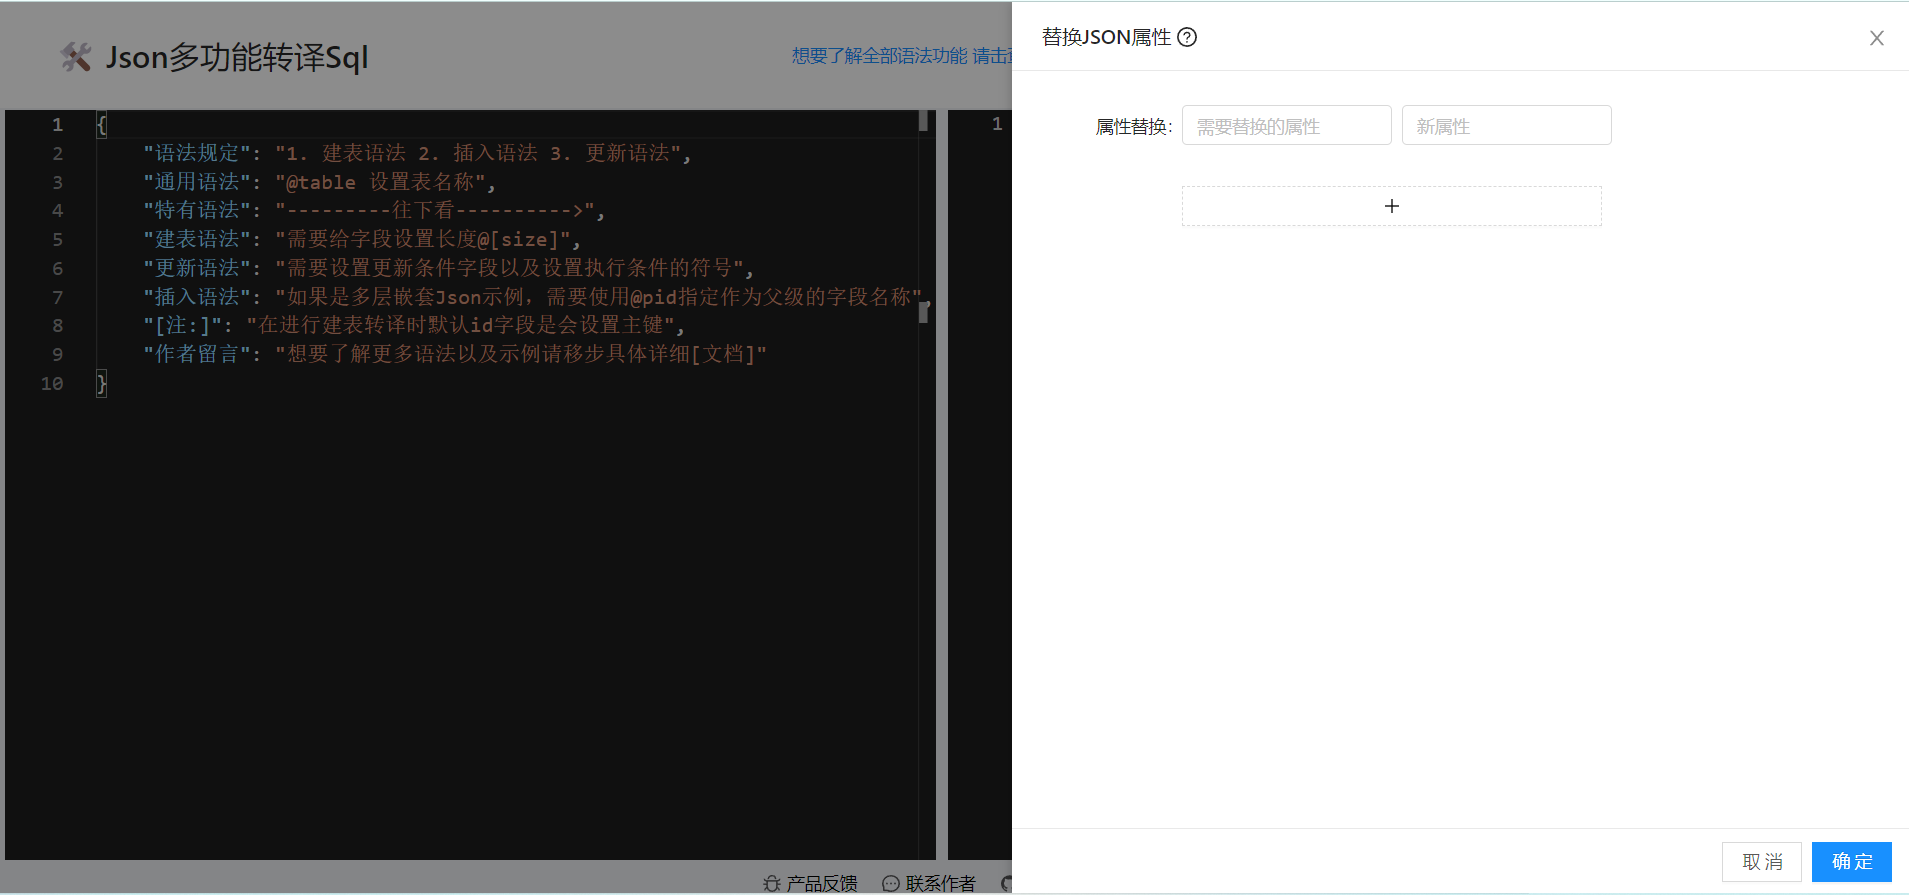 Json多功能转译Sql
想要了解全部语法功能 请击
1 {
2 "语法规定": "1. 建表语法 2. 插入语法 3. 更新语法",
3 "通用语法": "@table 设置表名称",
4 "特有语法": "---------往下看---------->",
5 "建表语法": "需要给字段设置长度@[size]",
6 "更新语法": "需要设置更新条件字段以及设置执行条件的符号",
7 "插入语法": "如果是多层嵌套Json示例，需要使用@pid指定作为父级的字段名称",
8 "[注:]": "在进行建表转译时默认id字段是会设置主键",
9 "作者留言": "想要了解更多语法以及示例请移步具体详细[文档]"
10 }
1
产品反馈
联系作者
替换JSON属性
属性替换:
需要替换的属性
新属性
+
取 消
确 定